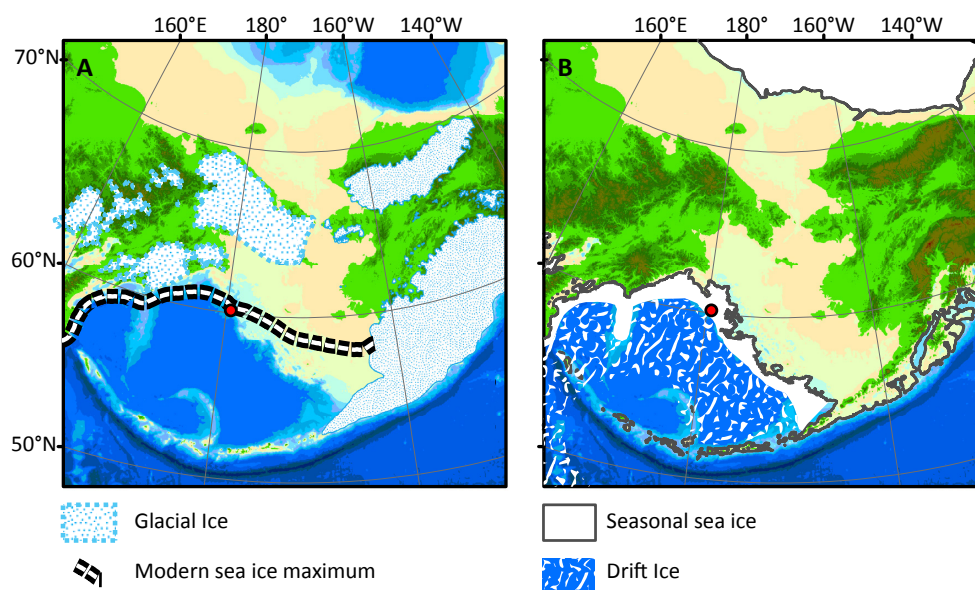 160°E 180° 160°W 140°W 160°E 180° 160°W 140°W
70°N A B
60°N
50°N
Glacial Ice Seasonal sea ice
Modern sea ice maximum Drift Ice